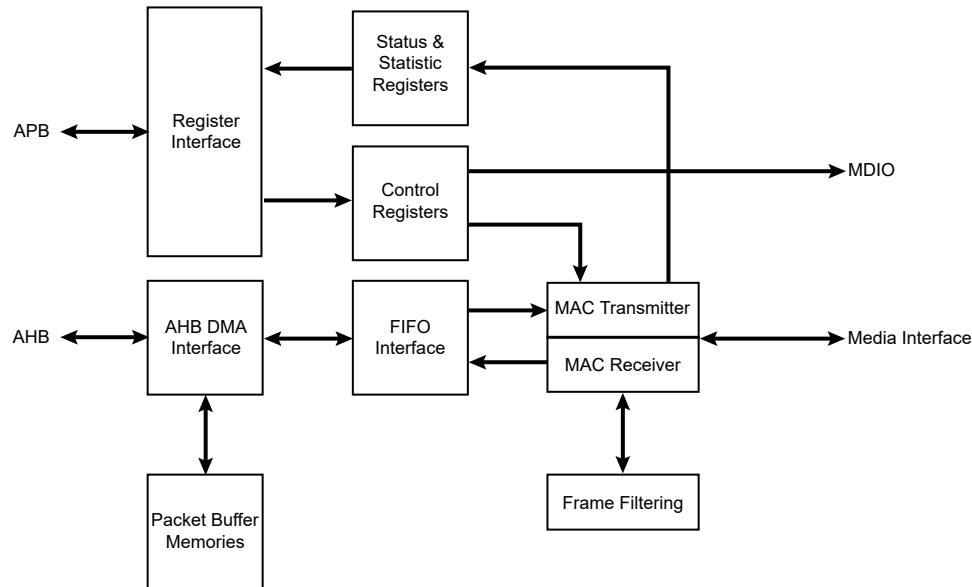 Status &
Statistic
Registers
APB
Register
Interface
MDIO
Control
Registers
MAC Transmitter
AHB
AHB DMA
Interface
FIFO
Interface
Media Interface
MAC Receiver
Frame Filtering
Packet Buffer
Memories